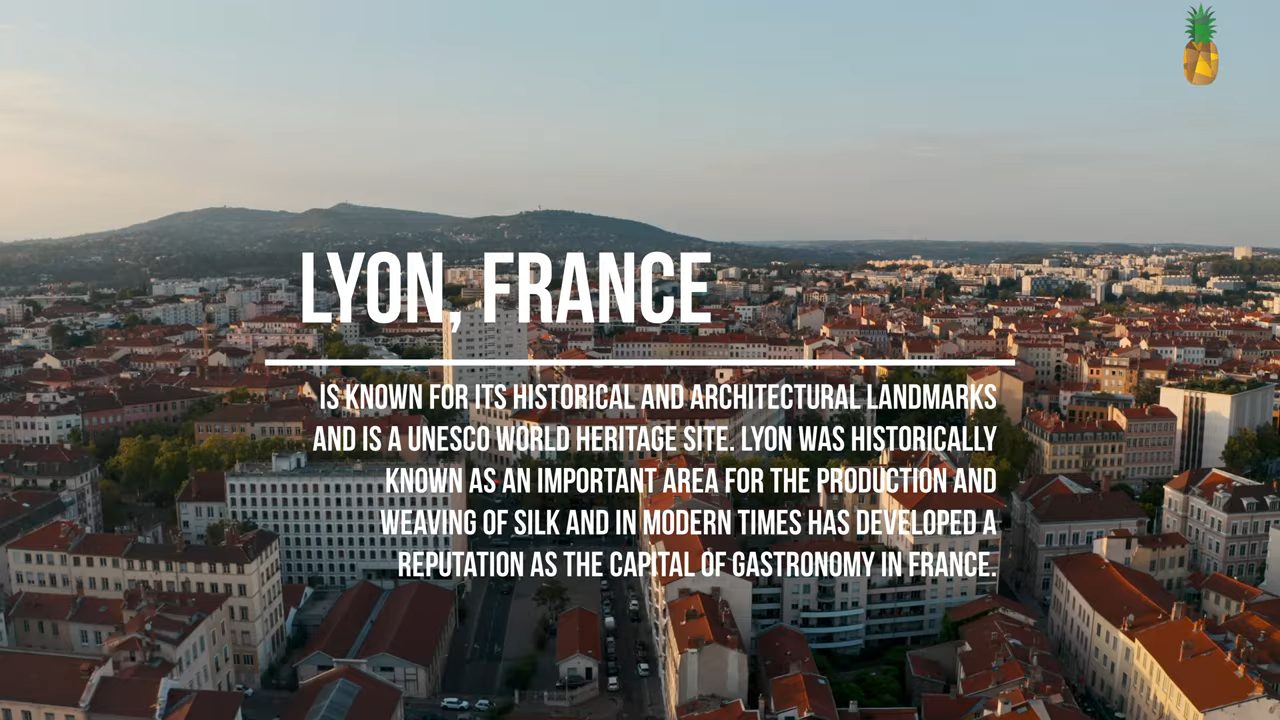 LYON, FRANCE
IS KNOWN FOR ITS HISTORICAL AND ARCHITECTURAL LANDMARKS
AND IS A UNESCO WORLD HERITAGE SITE. LYON WAS HISTORICALLY
KNOWN AS AN IMPORTANT AREA FOR THE PRODUCTION AND
WEAVING OF SILK AND IN MODERN TIMES HAS DEVELOPED A
REPUTATION AS THE CAPITAL OF GASTRONOMY IN FRANCE.